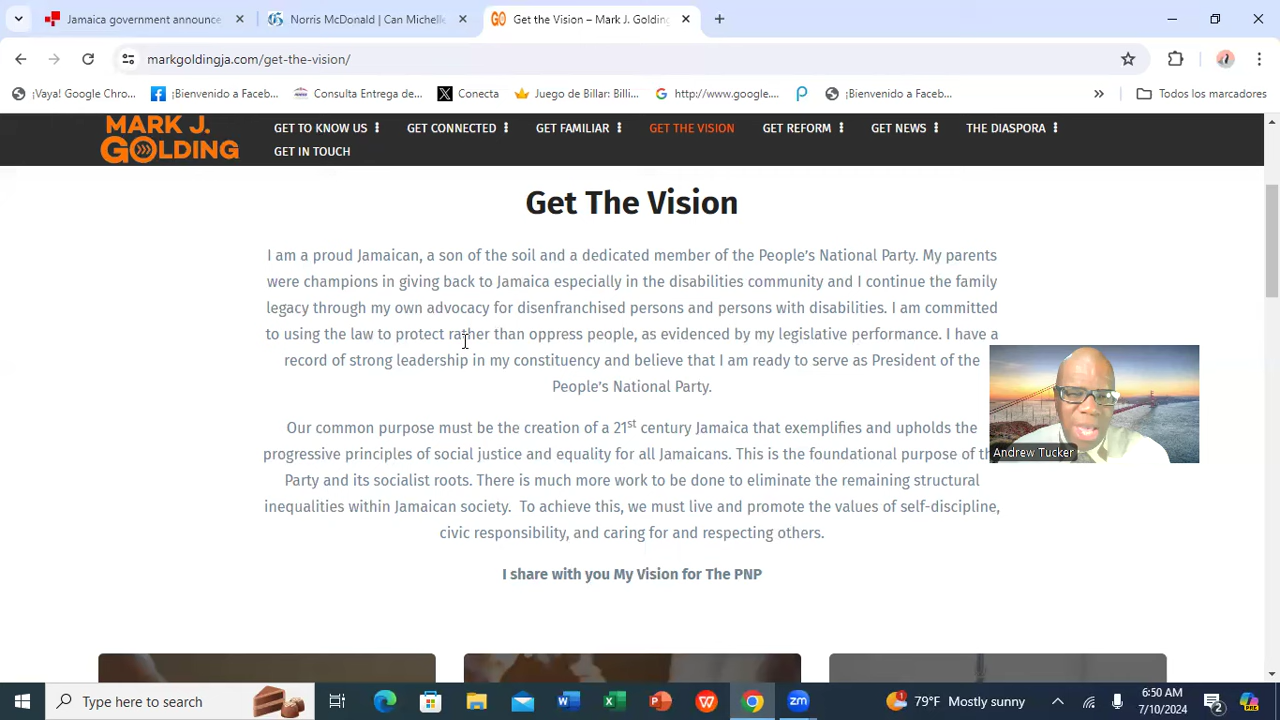 Jamaica government announce
Norris McDonald | Can Michelle
Get the Vision – Mark J. Golding
markgoldingja.com/get-the-vision/
¡Vaya! Google Chro...
¡Bienvenido a Faceb...
Consulta Entrega de...
Conecta
Juego de Billar: Billi...
http://www.google....
¡Bienvenido a Faceb...
Todos los marcadores
MARK J.
GOLDING
GET TO KNOW US
GET CONNECTED
GET FAMILIAR
GET THE VISION
GET REFORM
GET NEWS
THE DIASPORA
GET IN TOUCH
Get The Vision
I am a proud Jamaican, a son of the soil and a dedicated member of the People’s National Party. My parents
were champions in giving back to Jamaica especially in the disabilities community and I continue the family
legacy through my own advocacy for disenfranchised persons and persons with disabilities. I am committed
to using the law to protect rather than oppress people, as evidenced by my legislative performance. I have a
record of strong leadership in my constituency and believe that I am ready to serve as President of the
People’s National Party.
Our common purpose must be the creation of a 21st century Jamaica that exemplifies and upholds the
progressive principles of social justice and equality for all Jamaicans. This is the foundational purpose of
Party and its socialist roots. There is much more work to be done to eliminate the remaining structural
inequalities within Jamaican society. To achieve this, we must live and promote the values of self-discipline,
civic responsibility, and caring for and respecting others.
I share with you My Vision for The PNP
Andrew Tucker
Type here to search
79°F Mostly sunny
6:50 AM
7/10/2024